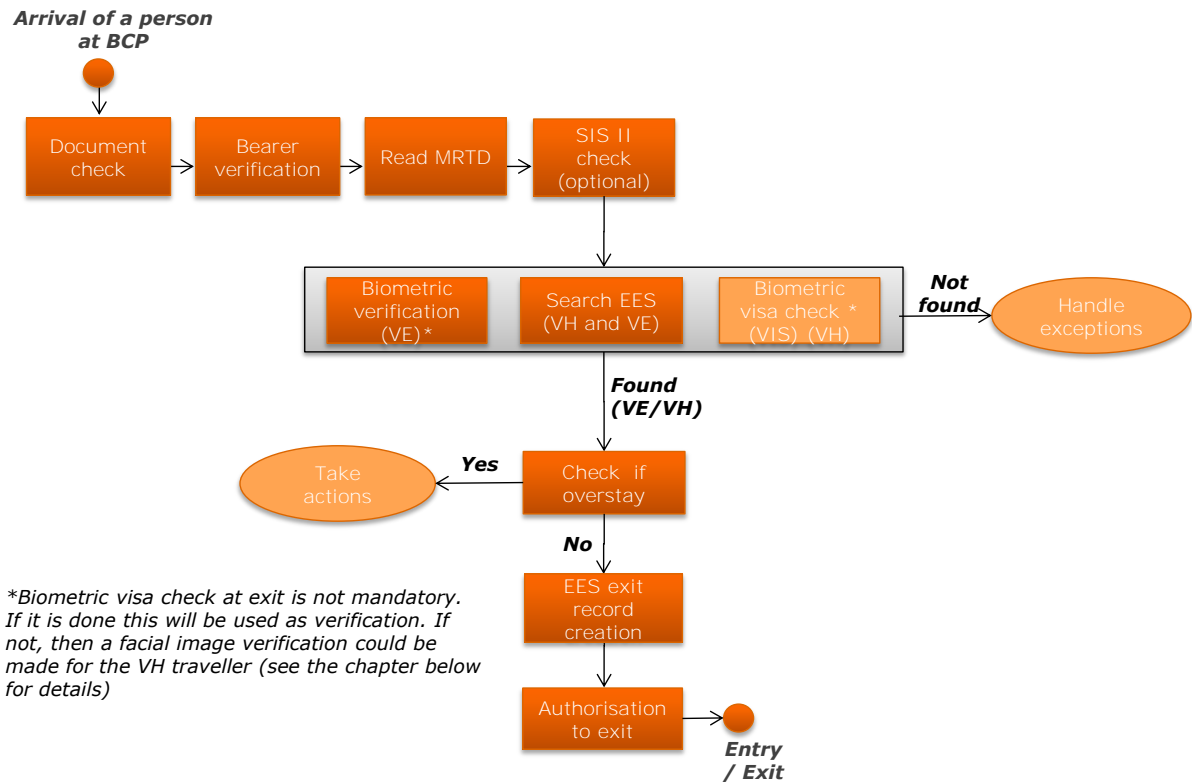 Arrival of a person
at BCP
Document
check
Bearer
verification
Read MRTD
SIS II
check
(optional)
Biometric
verification
(VE)*
Search EES
(VH and VE)
Biometric
visa check *
(VIS) (VH)
Not
found
Handle
exceptions
Found
(VE/VH)
Take
actions
Yes
Check if
overstay
No
EES exit
record
creation
*Biometric visa check at exit is not mandatory.
If it is done this will be used as verification. If
not, then a facial image verification could be
made for the VH traveller (see the chapter below
for details)
Authorisation
to exit
Entry
/ Exit